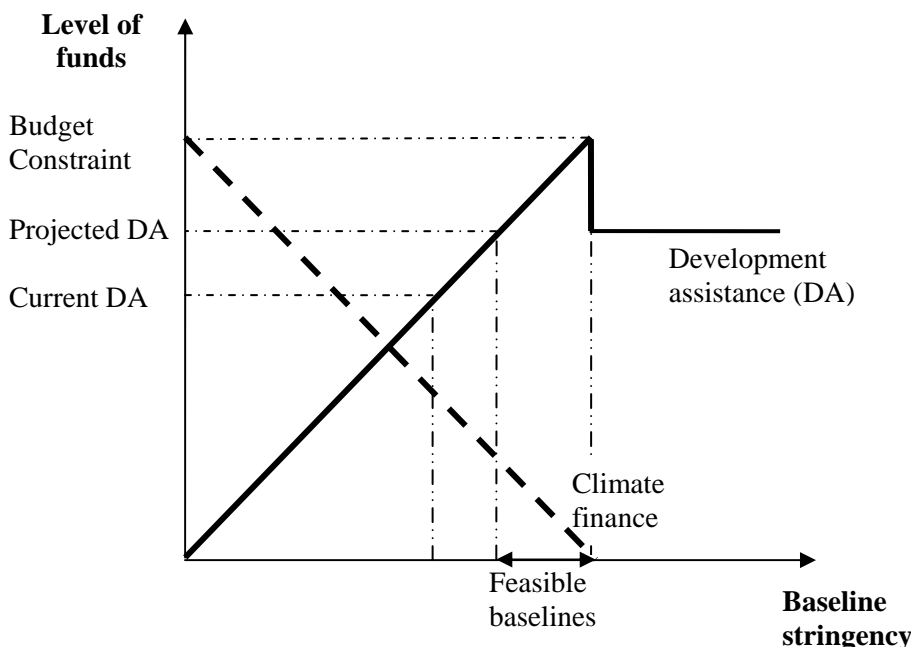 Level of
funds
Budget
Constraint
Projected DA
Current DA
Development
assistance (DA)
Climate
finance
Feasible
baselines
Baseline
stringency